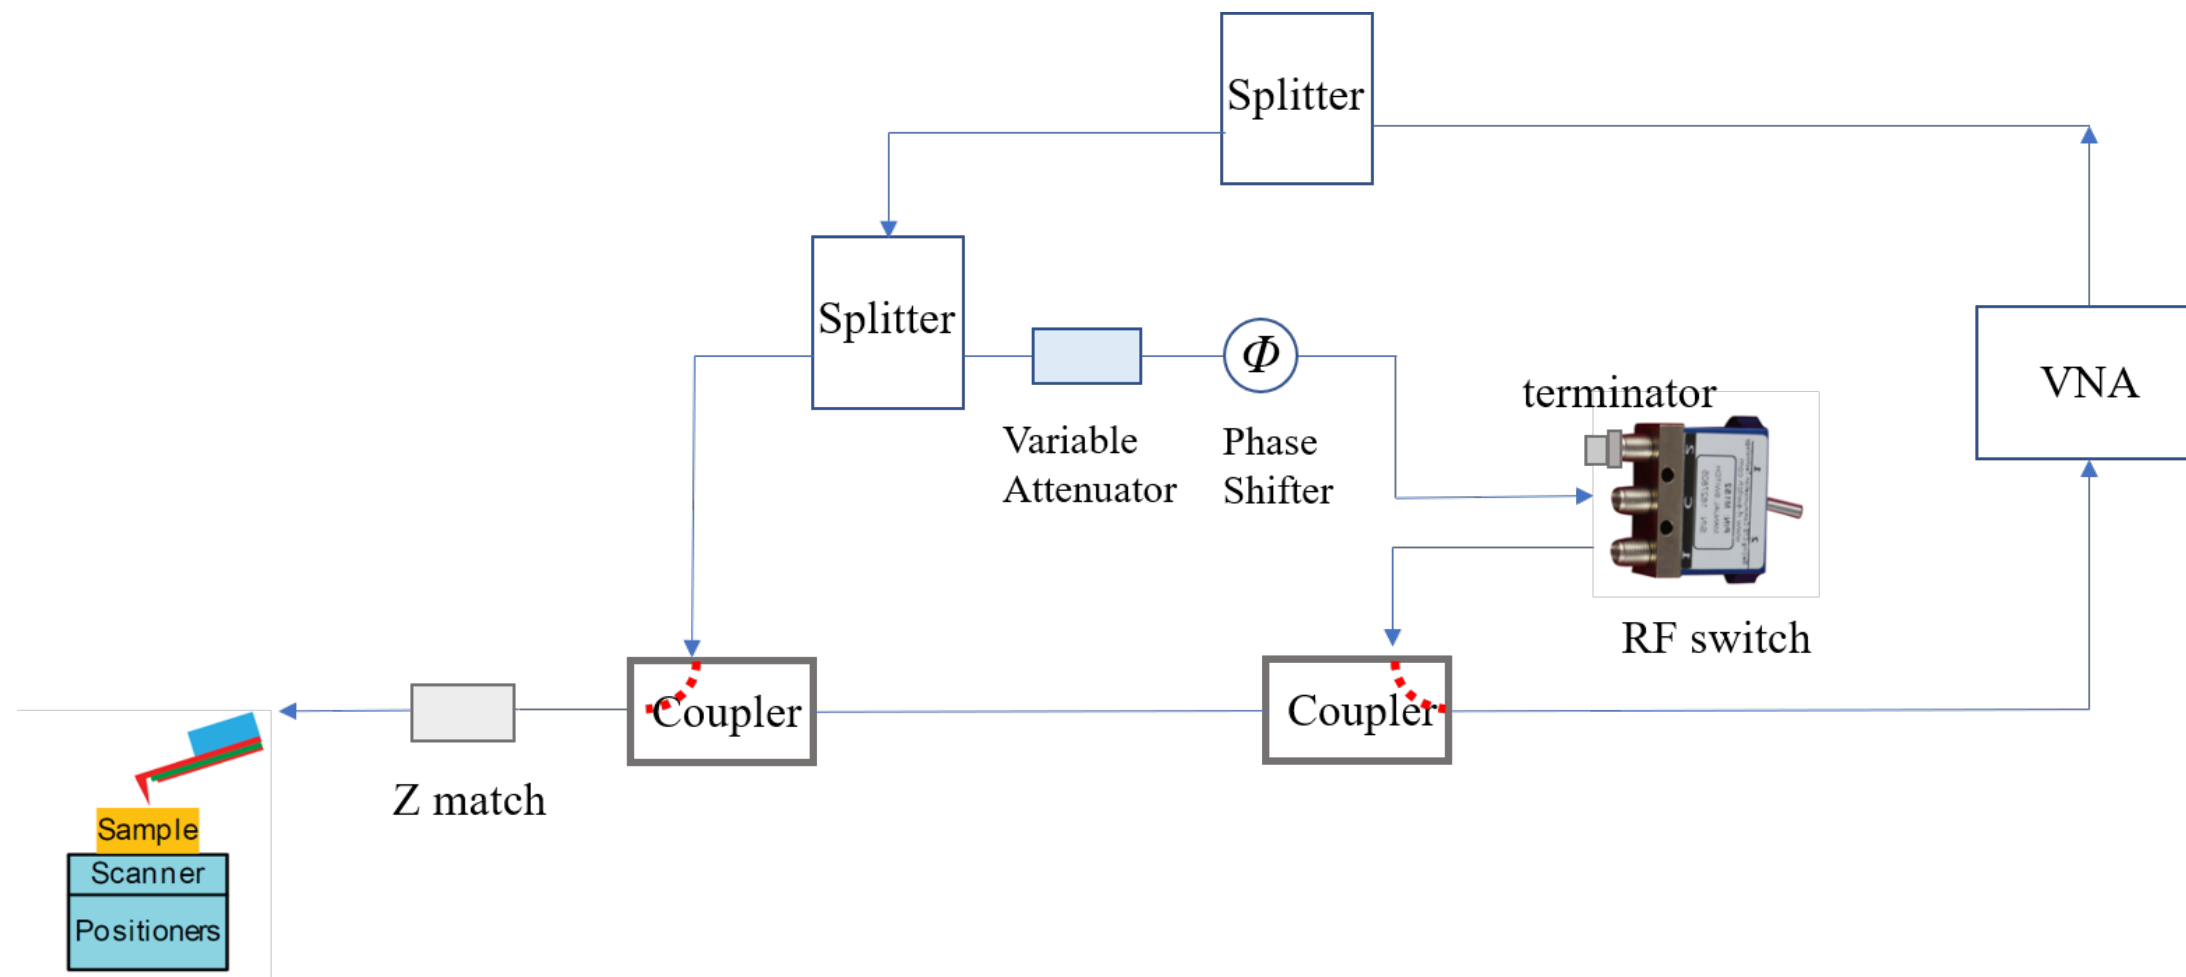 Splitter
Splitter
Φ
VNA
terminator
Variable
Attenuator
Phase
Shifter
S
C
RF switch
Coupler
Coupler
Z match
Sample
Scanner
Positioners